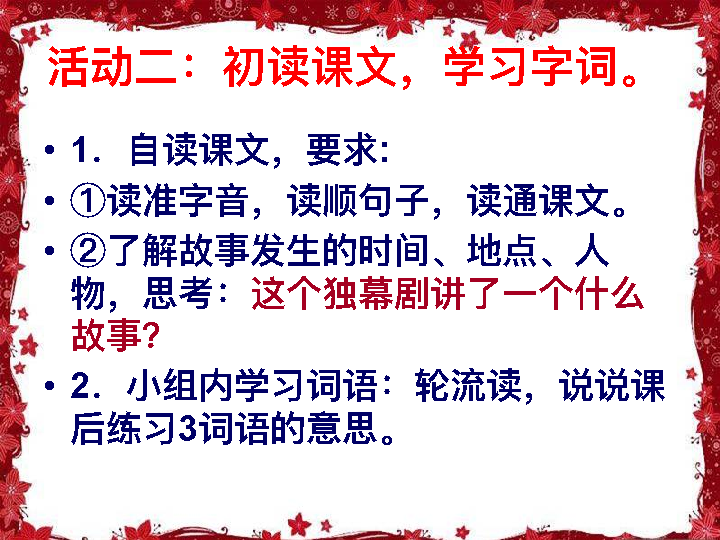 活动二：初读课文，学习字词。
• 1．自读课文，要求:
• ①读准字音，读顺句子，读通课文。
• ②了解故事发生的时间、地点、人
物，思考：这个独幕剧讲了一个什么
故事?
• 2．小组内学习词语：轮流读，说说课
后练习3词语的意思。